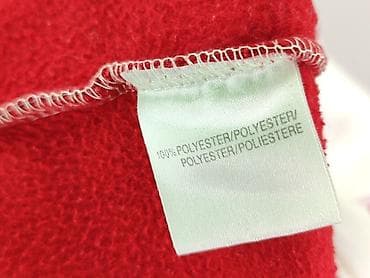 100% POLYESTER/POLYESTER/
POLYESTER/POLIESTERE